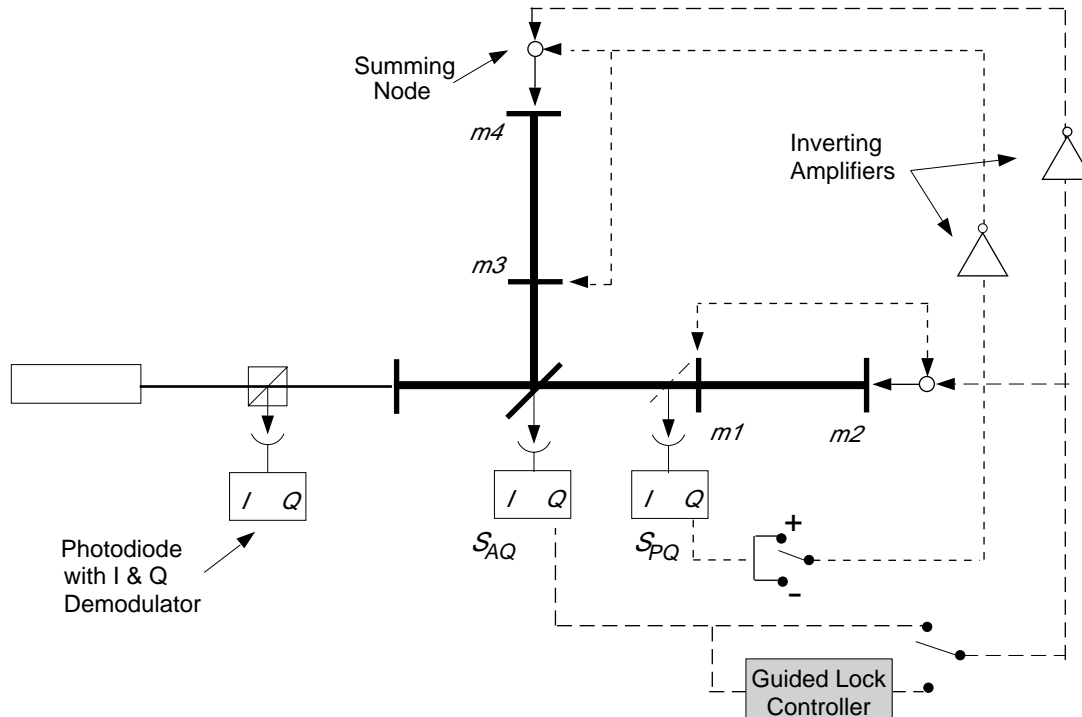 Summing
Node
m4
Inverting
Amplifiers
m3
m1
m2
I Q
I Q
I Q
S_AQ
S_PQ
+
-
Photodiode
with I & Q
Demodulator
Guided Lock
Controller